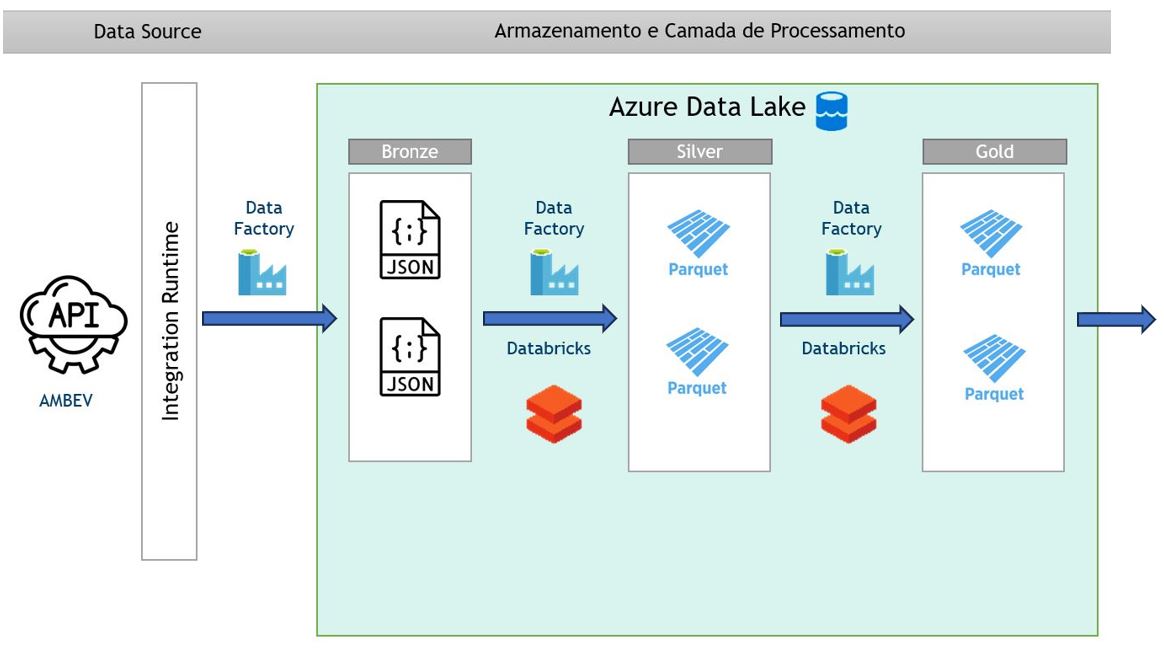 Data Source
Armazenamento e Camada de Processamento
Azure Data Lake
Bronze
Silver
Gold
API
AMBEV
Integration Runtime
Data
Factory
{;}
JSON
{;}
JSON
Data
Factory
Databricks
Parquet
Parquet
Data
Factory
Databricks
Parquet
Parquet